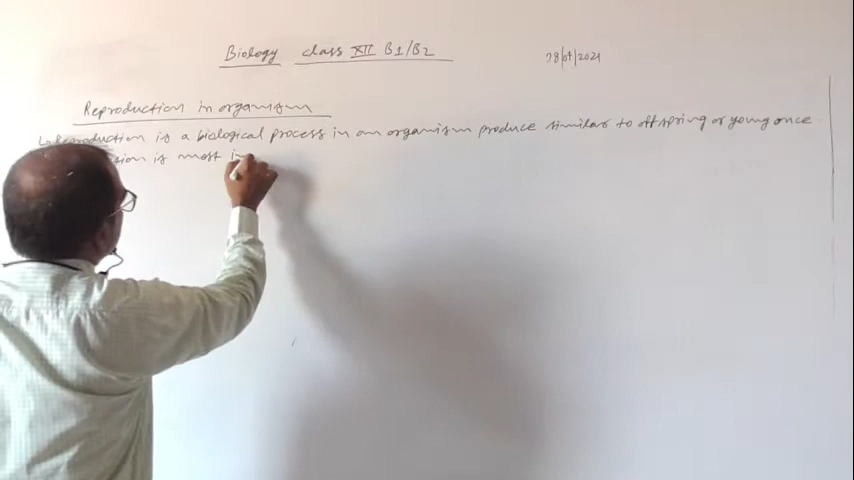 Biology class XII B1/B2
28/04/2021
Reproduction in organism
Reproduction is a biological process in an organism produce similar to offspring or young once
is most